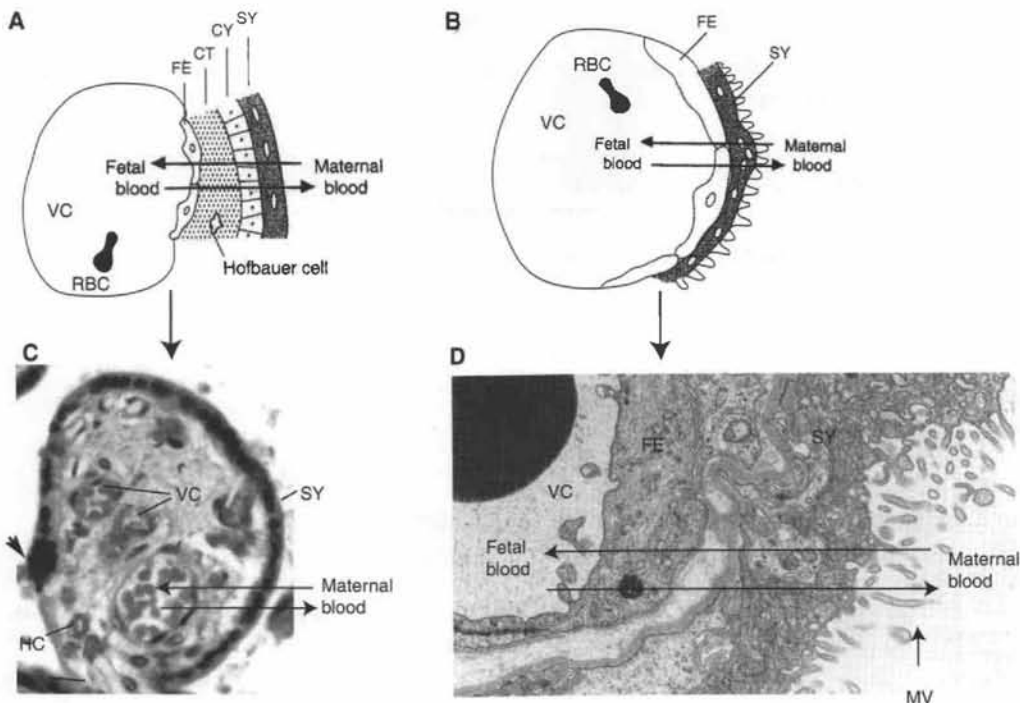 A
SY
CY
CT
FE
Fetal
blood
Maternal
blood
VC
Hofbauer cell
RBC
B
FE
SY
RBC
VC
Fetal
blood
Maternal
blood
C
VC
SY
Maternal
blood
HC
D
FE
SY
VC
Fetal
blood
Maternal
blood
MV